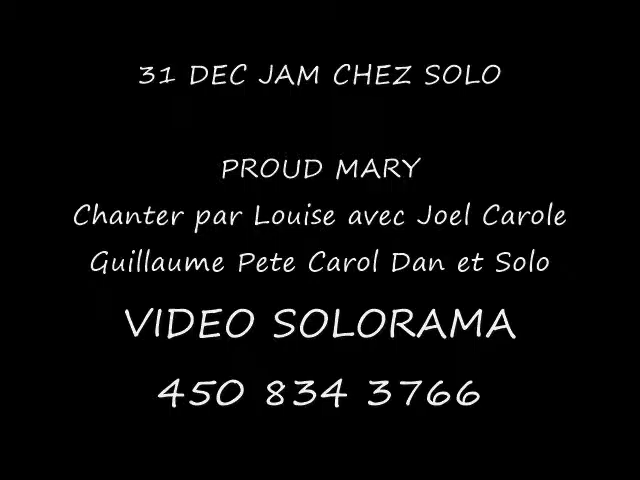 31 DEC JAM CHEZ SOLO
PROUD MARY
Chanter par Louise avec Joel Carole
Guillaume Pete Carol Dan et Solo
VIDEO SOLORAMA
450 834 3766